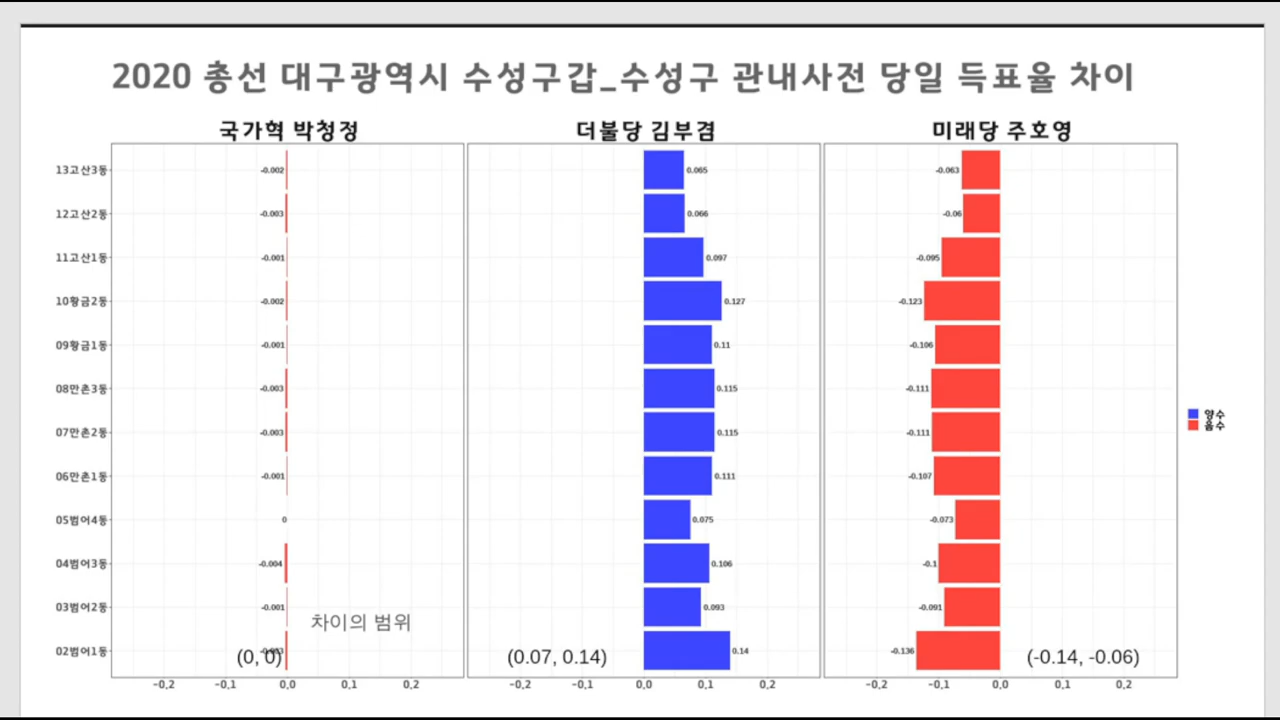 2020 총선 대구광역시 수성구갑_수성구 관내사전 당일 득표율 차이
국가혁 박청정
더불당 김부겸
미래당 주호영
13고산3동 -0.002 0.065 -0.063
12고산2동 -0.003 0.066 -0.06
11고산1동 -0.001 0.097 -0.095
10황금2동 -0.002 0.127 -0.123
09황금1동 -0.001 0.11 -0.106
08만촌3동 -0.003 0.115 -0.111
양수
음수
07만촌2동 -0.003 0.115 -0.111
06만촌1동 -0.001 0.111 -0.107
05범어4동 0 0.075 -0.073
04범어3동 -0.004 0.106 -0.1
03범어2동 -0.001 0.093 -0.091
차이의 범위
02범어1동 0.14 -0.136
(0, 0) (0.07, 0.14) (-0.14, -0.06)
-0.2 -0.1 0.0 0.1 0.2 -0.2 -0.1 0.0 0.1 0.2 -0.2 -0.1 0.0 0.1 0.2